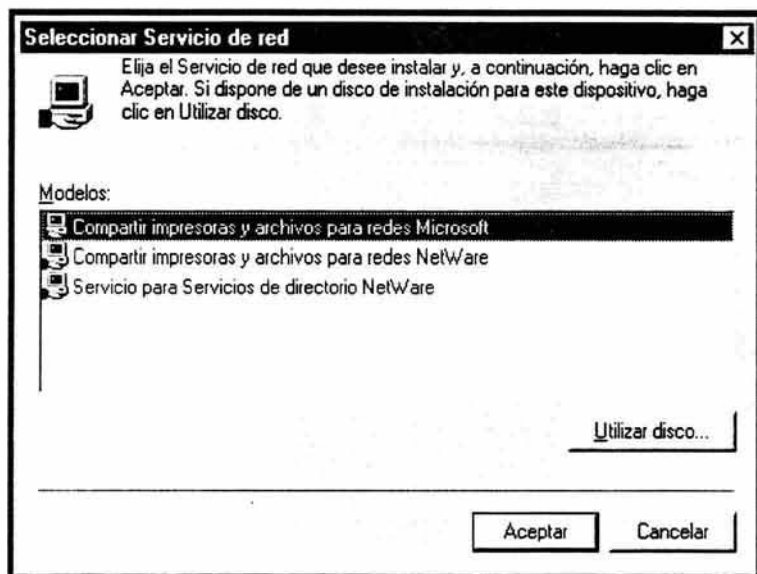 Seleccionar Servicio de red
Elija el Servicio de red que desee instalar y, a continuación, haga clic en
Aceptar. Si dispone de un disco de instalación para este dispositivo, haga
clic en Utilizar disco.
Modelos:
Compartir impresoras y archivos para redes Microsoft
Compartir impresoras y archivos para redes NetWare
Servicio para Servicios de directorio NetWare
Utilizar disco...
Aceptar
Cancelar